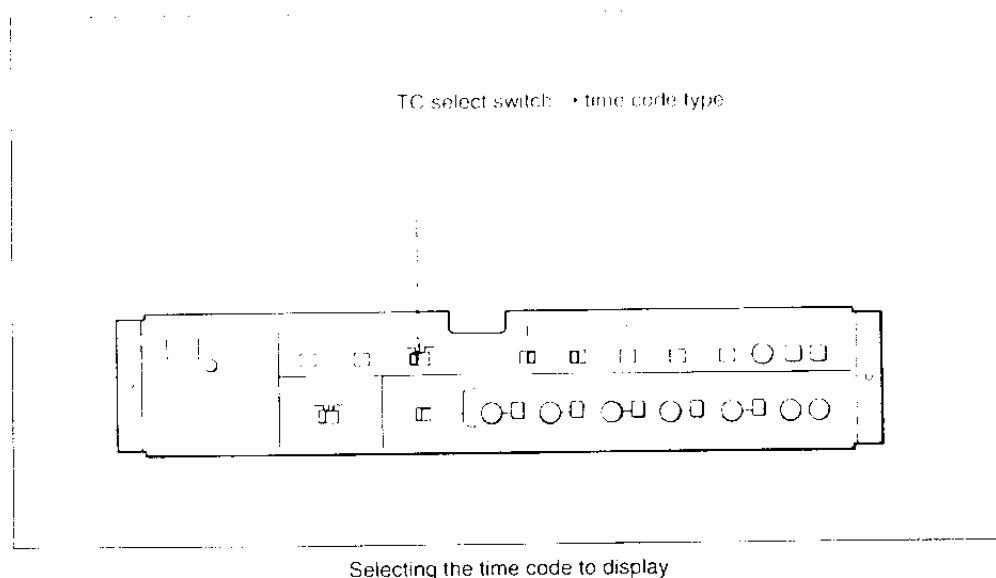 TC select switch → time code type
Selecting the time code to display